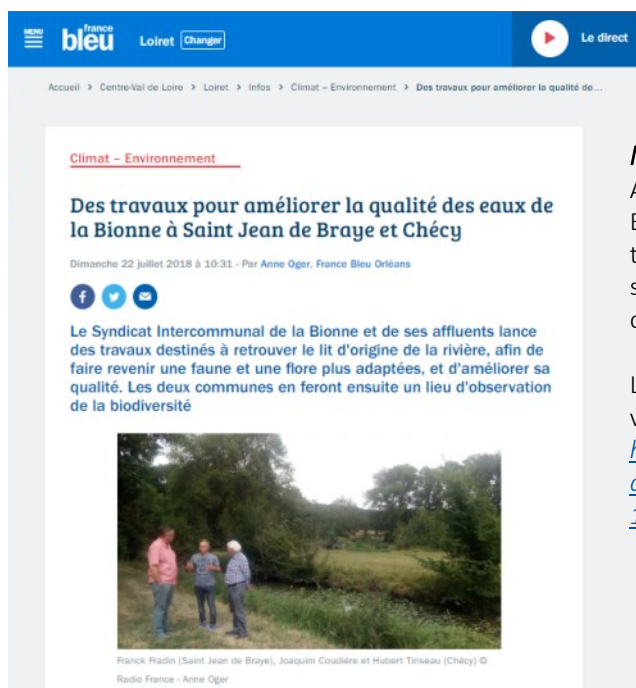 MENU
france
bleu
Loiret Changer
Le direct
Accueil > Centre-Val de Loire > Loiret > Infos > Climat – Environnement > Des travaux pour améliorer la qualité de...
Climat – Environnement
Des travaux pour améliorer la qualité des eaux de
la Bionne à Saint Jean de Braye et Chécy
Dimanche 22 juillet 2018 à 10:31 - Par Anne Oger, France Bleu Orléans
Le Syndicat Intercommunal de la Bionne et de ses affluents lance
des travaux destinés à retrouver le lit d'origine de la rivière, afin de
faire revenir une faune et une flore plus adaptées, et d'améliorer sa
qualité. Les deux communes en feront ensuite un lieu d'observation
de la biodiversité
Franck Fradin (Saint Jean de Braye), Joaquim Coudière et Hubert Tinseau (Chécy) ©
Radio France - Anne Oger